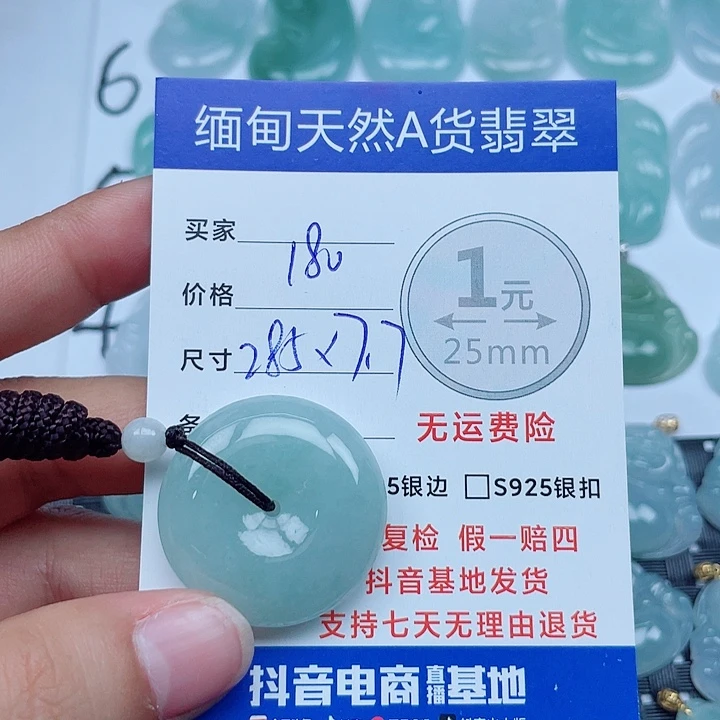 6
缅甸天然A货翡翠
买家
180
价格
1元
25mm
尺寸 285×7.7
无运费险
5银边 □S925银扣
复检 假一赔四
抖音基地发货
支持七天无理由退货
抖音电商直播基地